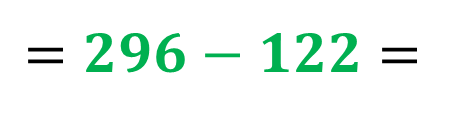 = 296 − 122 =